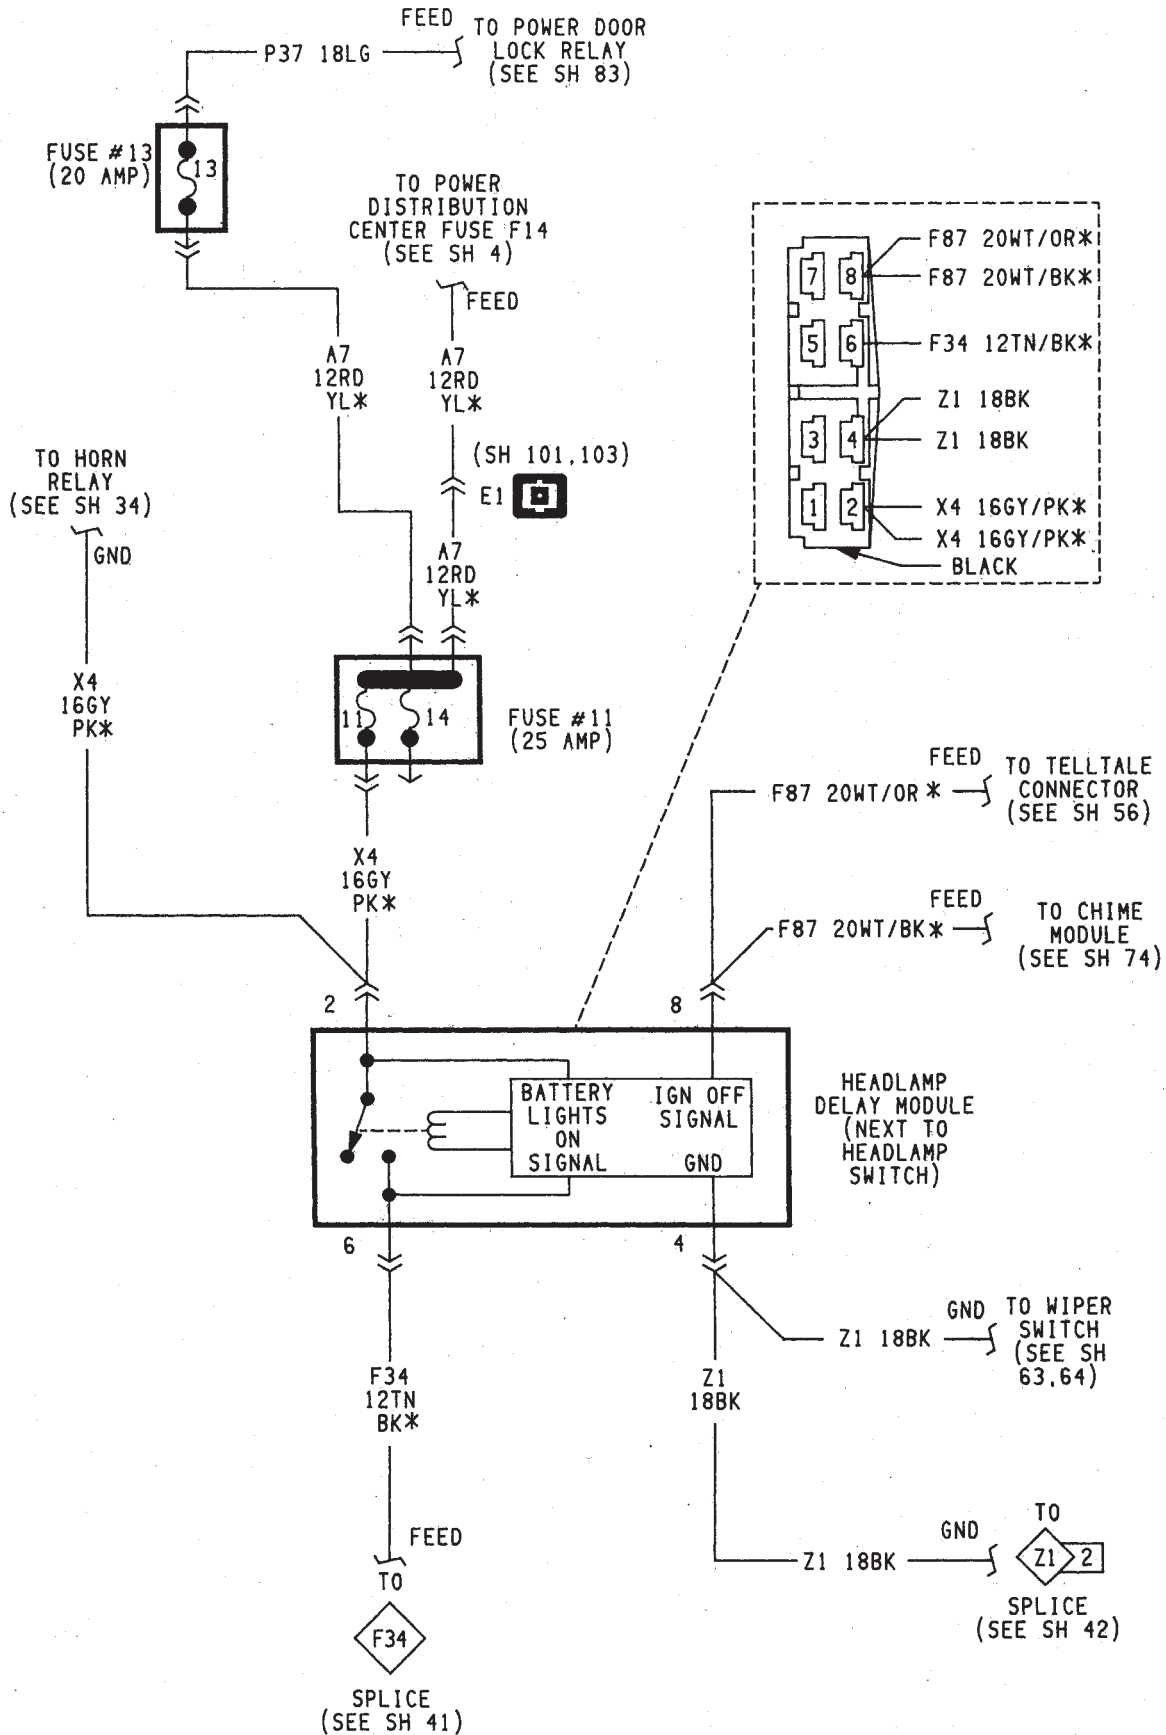 FEED
TO POWER DOOR
LOCK RELAY
(SEE SH 83)
P37 18LG
FUSE #13
(20 AMP)
13
TO POWER
DISTRIBUTION
CENTER FUSE F14
(SEE SH 4)
FEED
A7
12RD
YL*
A7
12RD
YL*
(SH 101,103)
E1
A7
12RD
YL*
TO HORN
RELAY
(SEE SH 34)
GND
X4
16GY
PK*
11
14
FUSE #11
(25 AMP)
X4
16GY
PK*
7
8
5
6
3
4
1
2
F87 20WT/OR*
F87 20WT/BK*
F34 12TN/BK*
Z1 18BK
Z1 18BK
X4 16GY/PK*
X4 16GY/PK*
BLACK
FEED
F87 20WT/OR *
TO TELLTALE
CONNECTOR
(SEE SH 56)
FEED
F87 20WT/BK*
TO CHIME
MODULE
(SEE SH 74)
2
8
BATTERY
LIGHTS
ON
SIGNAL
IGN OFF
SIGNAL
GND
HEADLAMP
DELAY MODULE
(NEXT TO
HEADLAMP
SWITCH)
6
4
GND
Z1 18BK
TO WIPER
SWITCH
(SEE SH
63,64)
F34
12TN
BK*
Z1
18BK
FEED
TO
F34
SPLICE
(SEE SH 41)
GND
Z1 18BK
TO
Z1
2
SPLICE
(SEE SH 42)